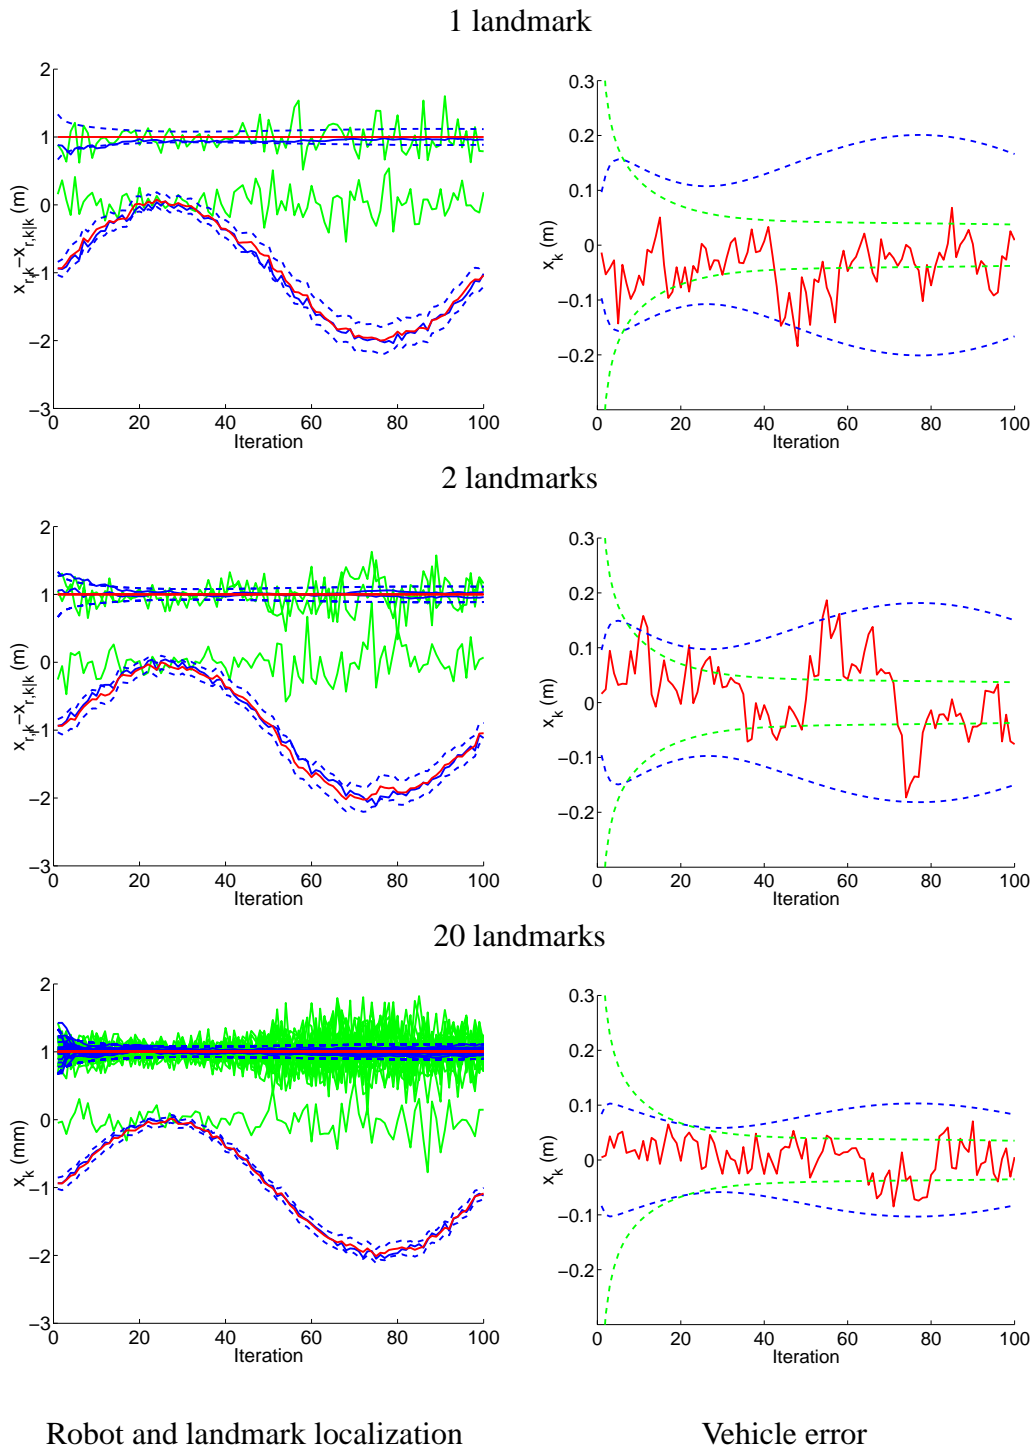 1 landmark
2
1
0
−1
−2
−3
0 20 40 60 80 100
Iteration
x_{r,k}−x_{r,k|k} (m)
0.3
0.2
0.1
0
−0.1
−0.2
0 20 40 60 80 100
Iteration
x_k (m)
2 landmarks
2
1
0
−1
−2
−3
0 20 40 60 80 100
Iteration
x_{r,k}−x_{r,k|k} (m)
0.3
0.2
0.1
0
−0.1
−0.2
0 20 40 60 80 100
Iteration
x_k (m)
20 landmarks
2
1
0
−1
−2
−3
0 20 40 60 80 100
Iteration
x_k (mm)
0.3
0.2
0.1
0
−0.1
−0.2
0 20 40 60 80 100
Iteration
x_k (m)
Robot and landmark localization
Vehicle error